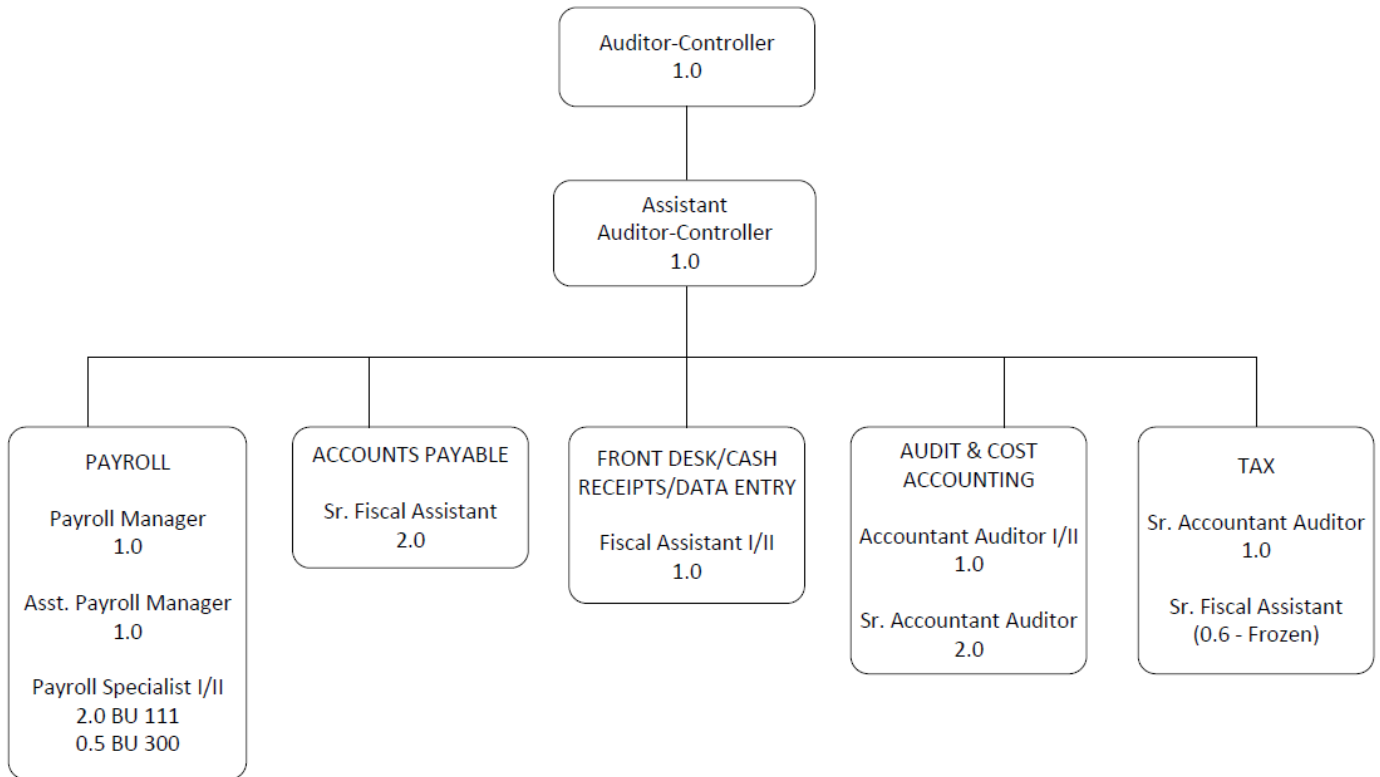 Auditor-Controller
1.0
Assistant
Auditor-Controller
1.0
PAYROLL
Payroll Manager
1.0
Asst. Payroll Manager
1.0
Payroll Specialist I/II
2.0 BU 111
0.5 BU 300
ACCOUNTS PAYABLE
Sr. Fiscal Assistant
2.0
FRONT DESK/CASH
RECEIPTS/DATA ENTRY
Fiscal Assistant I/II
1.0
AUDIT & COST
ACCOUNTING
Accountant Auditor I/II
1.0
Sr. Accountant Auditor
2.0
TAX
Sr. Accountant Auditor
1.0
Sr. Fiscal Assistant
(0.6 - Frozen)